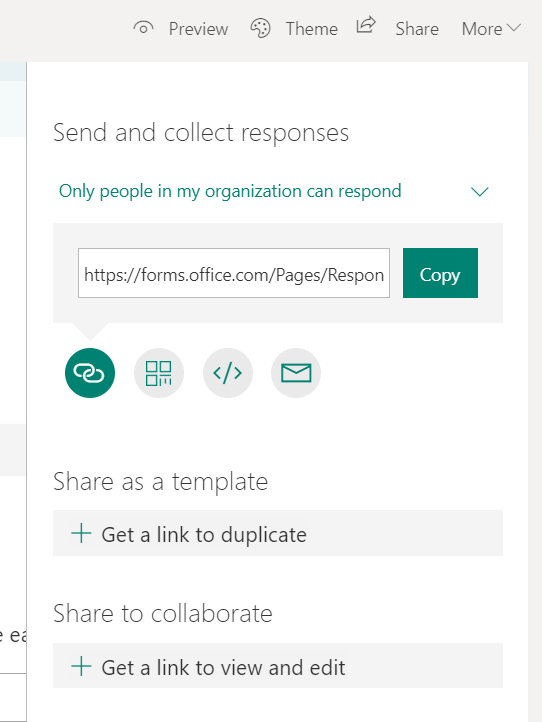 Preview Theme Share More
Send and collect responses
Only people in my organization can respond
https://forms.office.com/Pages/Respon Copy
</>
Share as a template
+ Get a link to duplicate
Share to collaborate
e ea
+ Get a link to view and edit